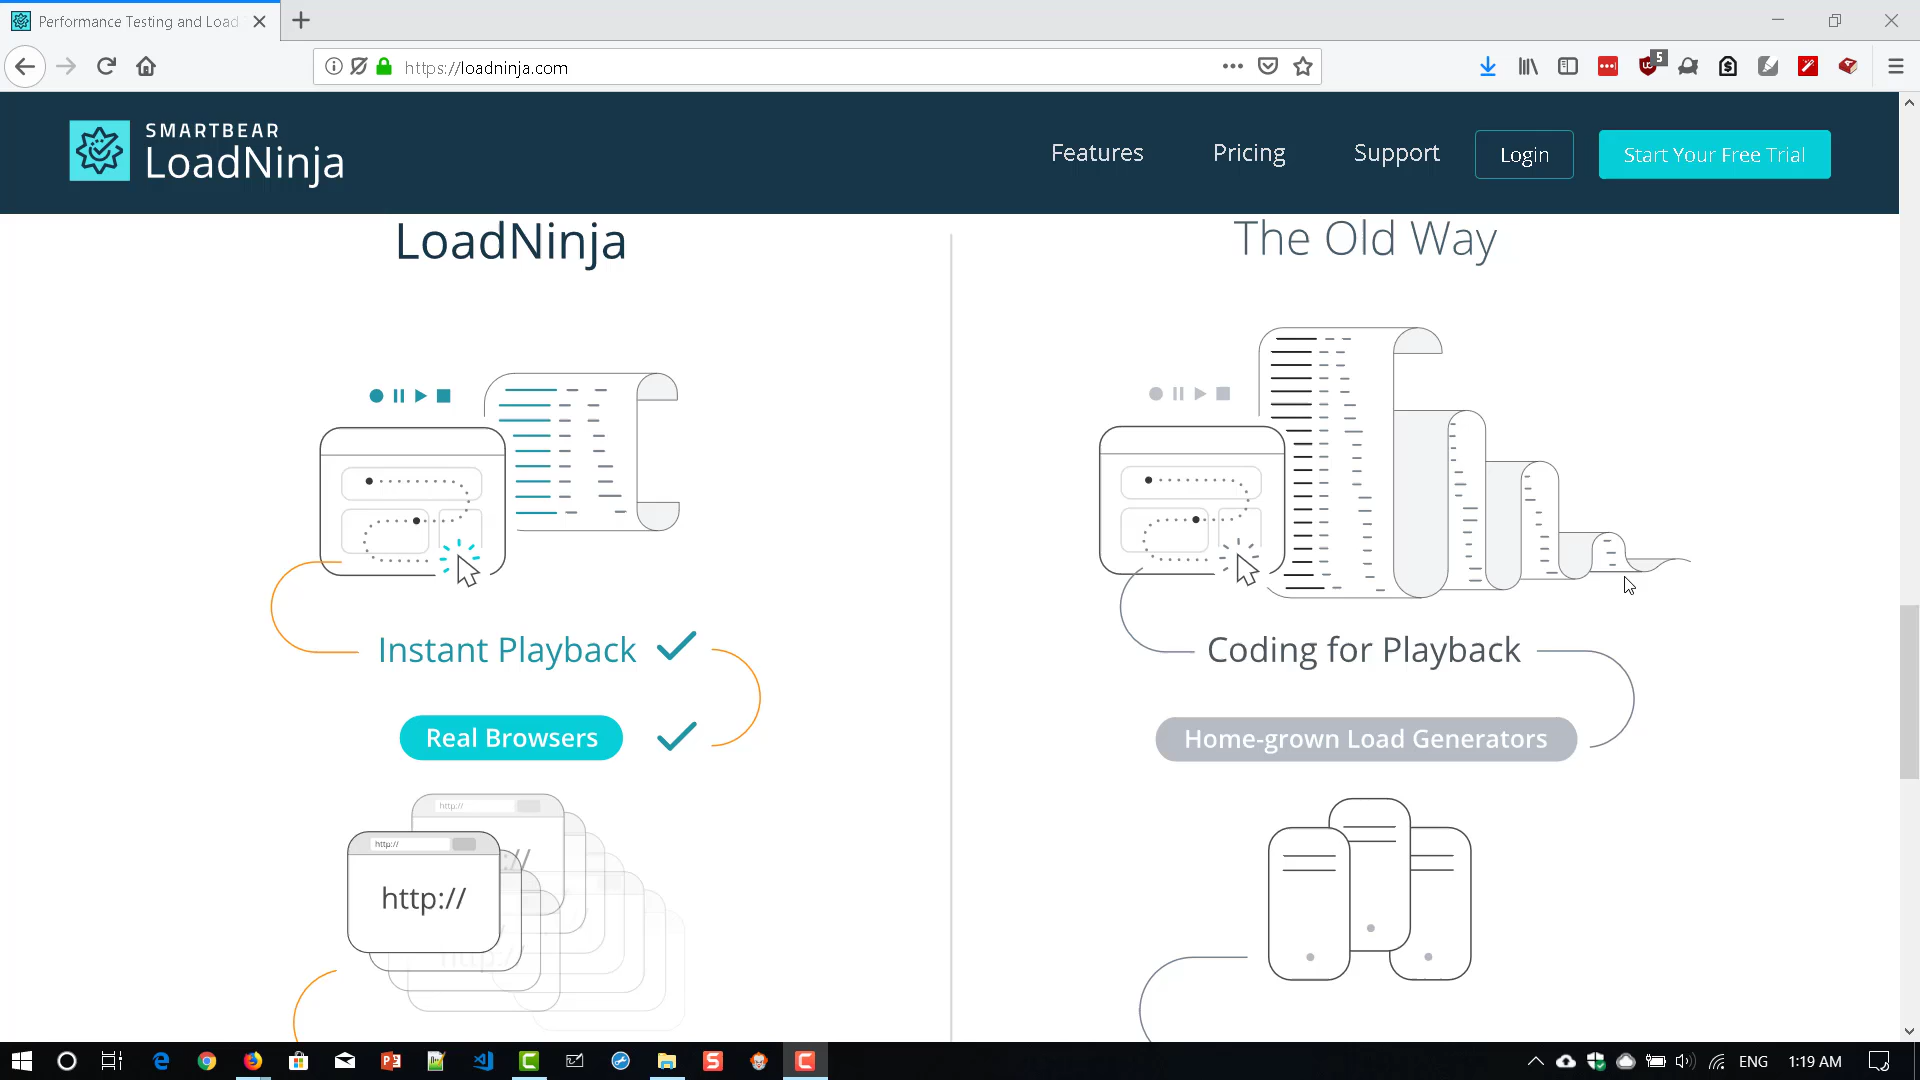 Performance Testing and Load
https://loadninja.com
5
SMARTBEAR
LoadNinja
Features
Pricing
Support
Login
Start Your Free Trial
LoadNinja
The Old Way
Instant Playback
Coding for Playback
Real Browsers
Home-grown Load Generators
http://
http://
http://
ENG
1:19 AM